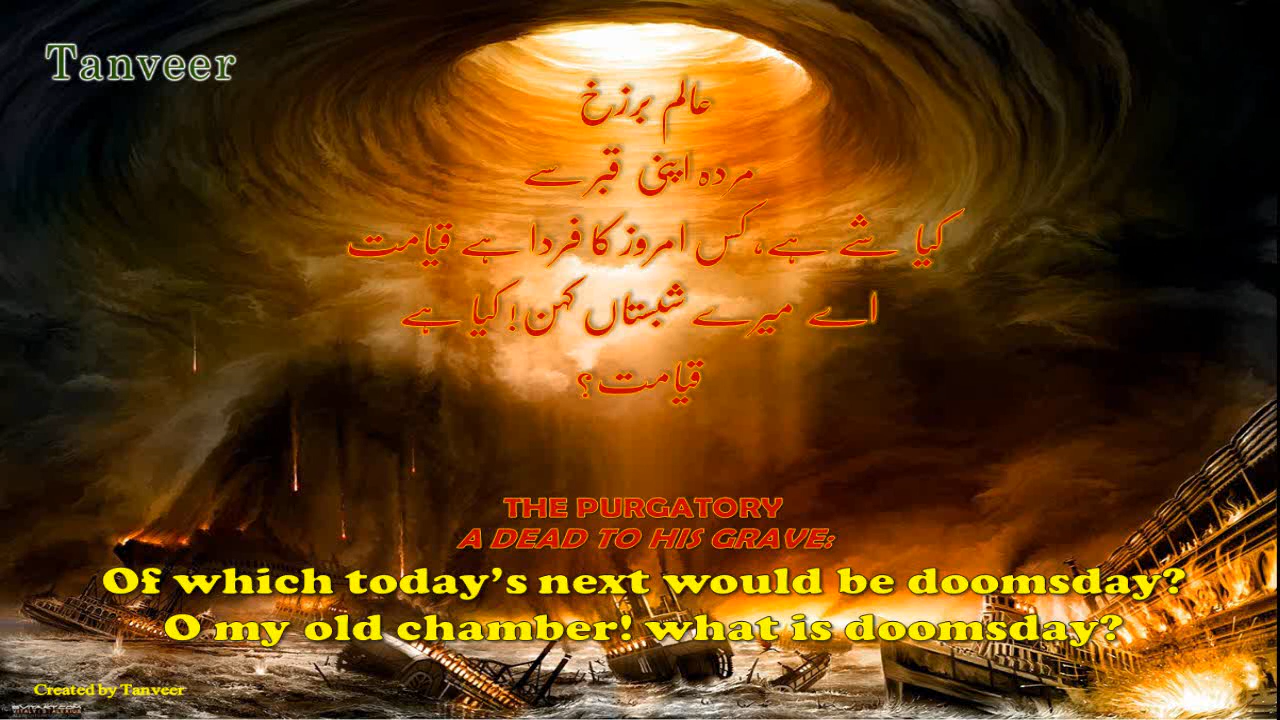 Tanveer
عالم برزخ
مردہ اپنی قبر سے
کیا شے ہے، کس امروز کا فردا ہے قیامت
اے میرے شبستاں کہن! کیا ہے
قیامت؟
THE PURGATORY
A DEAD TO HIS GRAVE:
Of which today’s next would be doomsday?
O my old chamber! what is doomsday?
Created by Tanveer